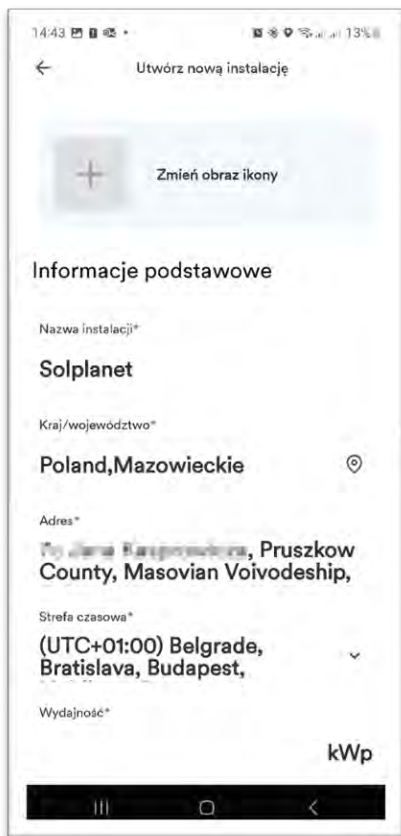 14:43 13%
Utwórz nową instalację
Zmień obraz ikony
Informacje podstawowe
Nazwa instalacji*
Solplanet
Kraj/województwo*
Poland,Mazowieckie
Adres*
, Pruszkow
County, Masovian Voivodeship,
Strefa czasowa*
(UTC+01:00) Belgrade,
Bratislava, Budapest,
Wydajność*
kWp